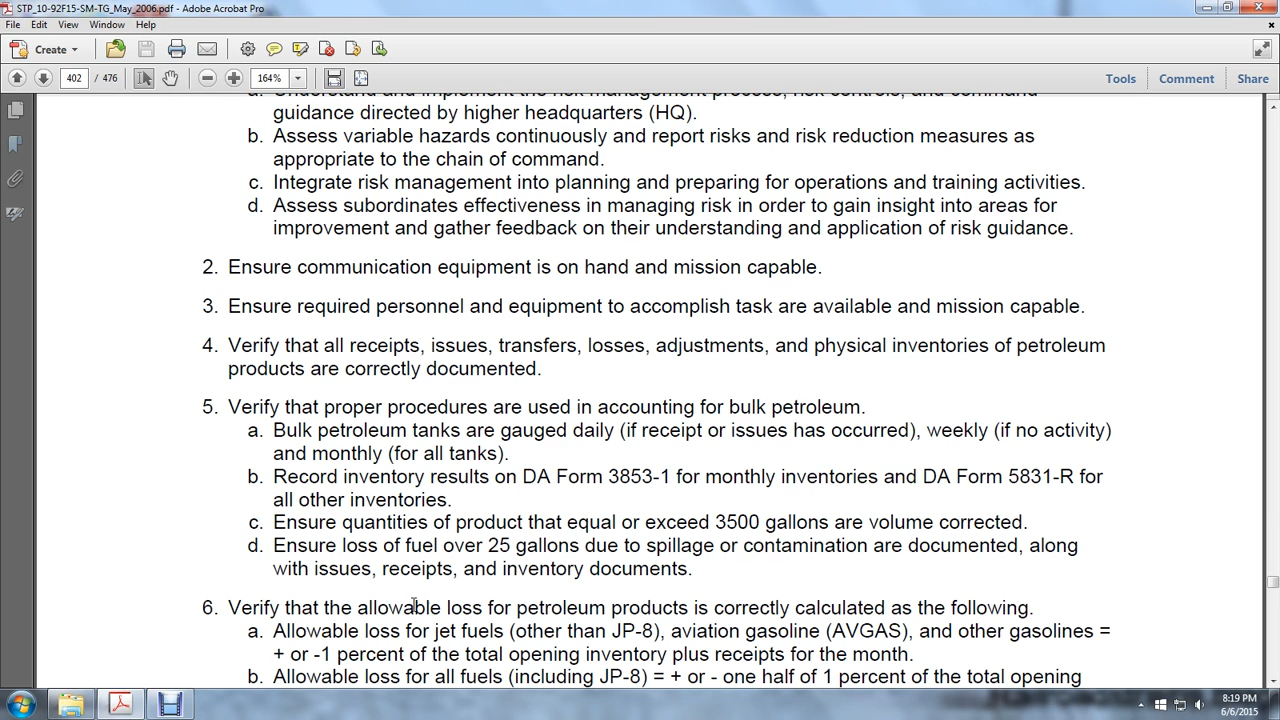 STP_10-92F15-SM-TG_May_2006.pdf - Adobe Acrobat Pro
File Edit View Window Help
Create
402 / 476 164% Tools Comment Share
guidance directed by higher headquarters (HQ).
b. Assess variable hazards continuously and report risks and risk reduction measures as
appropriate to the chain of command.
c. Integrate risk management into planning and preparing for operations and training activities.
d. Assess subordinates effectiveness in managing risk in order to gain insight into areas for
improvement and gather feedback on their understanding and application of risk guidance.
2. Ensure communication equipment is on hand and mission capable.
3. Ensure required personnel and equipment to accomplish task are available and mission capable.
4. Verify that all receipts, issues, transfers, losses, adjustments, and physical inventories of petroleum
products are correctly documented.
5. Verify that proper procedures are used in accounting for bulk petroleum.
a. Bulk petroleum tanks are gauged daily (if receipt or issues has occurred), weekly (if no activity)
and monthly (for all tanks).
b. Record inventory results on DA Form 3853-1 for monthly inventories and DA Form 5831-R for
all other inventories.
c. Ensure quantities of product that equal or exceed 3500 gallons are volume corrected.
d. Ensure loss of fuel over 25 gallons due to spillage or contamination are documented, along
with issues, receipts, and inventory documents.
6. Verify that the allowable loss for petroleum products is correctly calculated as the following.
a. Allowable loss for jet fuels (other than JP-8), aviation gasoline (AVGAS), and other gasolines =
+ or -1 percent of the total opening inventory plus receipts for the month.
b. Allowable loss for all fuels (including JP-8) = + or - one half of 1 percent of the total opening
8:19 PM
6/6/2015